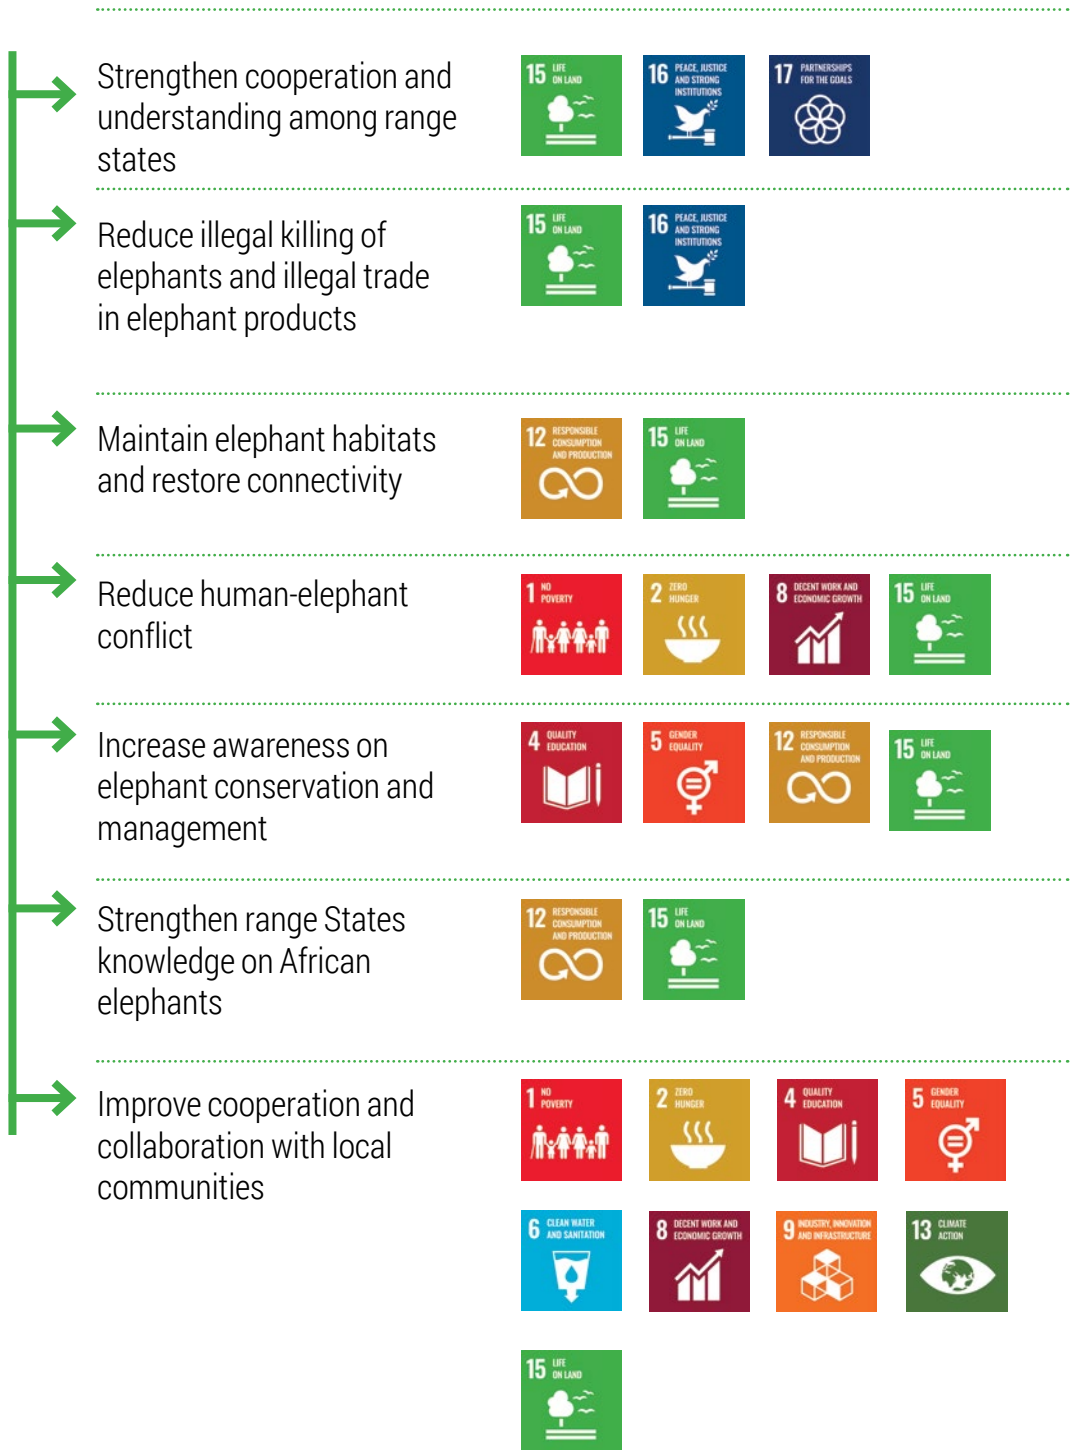 Strengthen cooperation and
understanding among range
states
15 LIFE
ON LAND
16 PEACE, JUSTICE
AND STRONG
INSTITUTIONS
17 PARTNERSHIPS
FOR THE GOALS
Reduce illegal killing of
elephants and illegal trade
in elephant products
15 LIFE
ON LAND
16 PEACE, JUSTICE
AND STRONG
INSTITUTIONS
Maintain elephant habitats
and restore connectivity
12 RESPONSIBLE
CONSUMPTION
AND PRODUCTION
15 LIFE
ON LAND
Reduce human-elephant
conflict
1 NO
POVERTY
2 ZERO
HUNGER
8 DECENT WORK AND
ECONOMIC GROWTH
15 LIFE
ON LAND
Increase awareness on
elephant conservation and
management
4 QUALITY
EDUCATION
5 GENDER
EQUALITY
12 RESPONSIBLE
CONSUMPTION
AND PRODUCTION
15 LIFE
ON LAND
Strengthen range States
knowledge on African
elephants
12 RESPONSIBLE
CONSUMPTION
AND PRODUCTION
15 LIFE
ON LAND
Improve cooperation and
collaboration with local
communities
1 NO
POVERTY
2 ZERO
HUNGER
4 QUALITY
EDUCATION
5 GENDER
EQUALITY
6 CLEAN WATER
AND SANITATION
8 DECENT WORK AND
ECONOMIC GROWTH
9 INDUSTRY, INNOVATION
AND INFRASTRUCTURE
13 CLIMATE
ACTION
15 LIFE
ON LAND